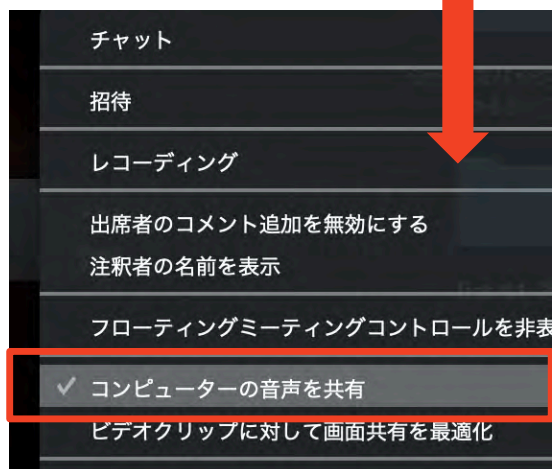 チャット
招待
レコーディング
出席者のコメント追加を無効にする
注釈者の名前を表示
フローティングミーティングコントロールを非表
コンピューターの音声を共有
ビデオクリップに対して画面共有を最適化